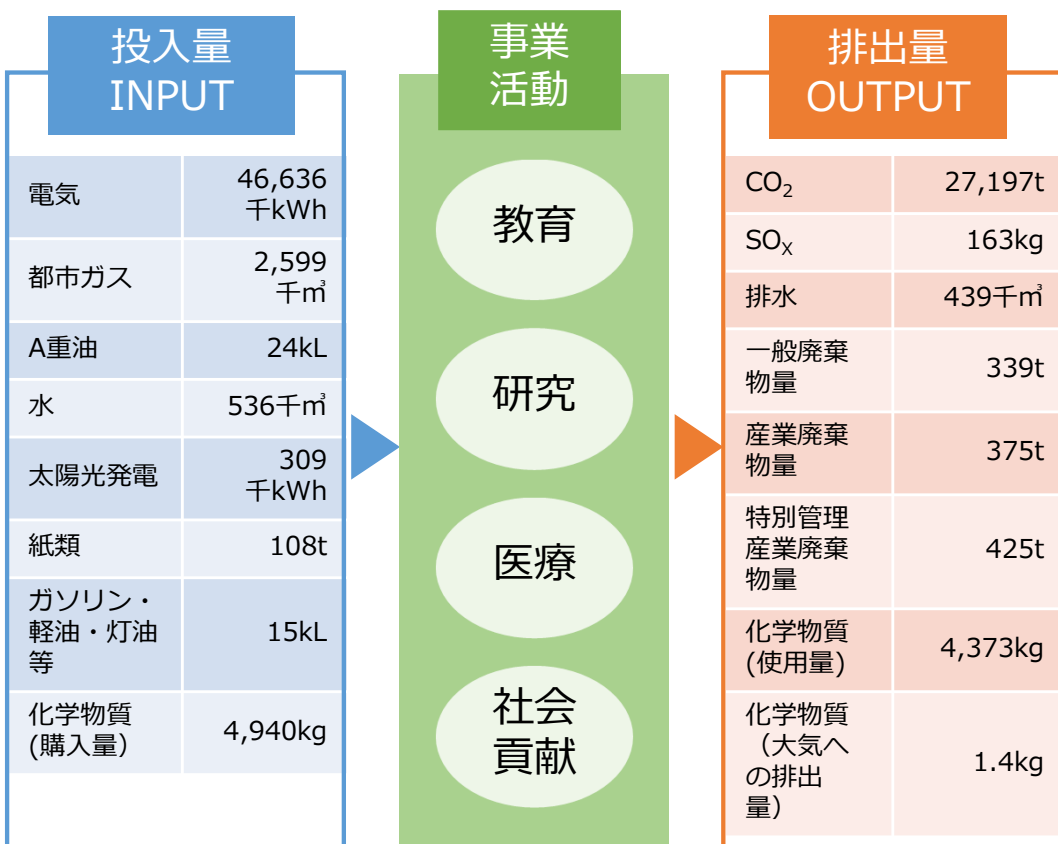 投入量
INPUT
電気
46,636
千kWh
都市ガス
2,599
千㎥
A重油
24kL
水
536千㎥
太陽光発電
309
千kWh
紙類
108t
ガソリン・
軽油・灯油
等
15kL
化学物質
(購入量）
4,940kg
事業
活動
教育
研究
医療
社会
貢献
排出量
OUTPUT
CO₂
27,197t
SOₓ
163kg
排水
439千㎥
一般廃棄
物量
339t
産業廃棄
物量
375t
特別管理
産業廃棄
物量
425t
化学物質
(使用量)
4,373kg
化学物質
（大気へ
の排出
量）
1.4kg